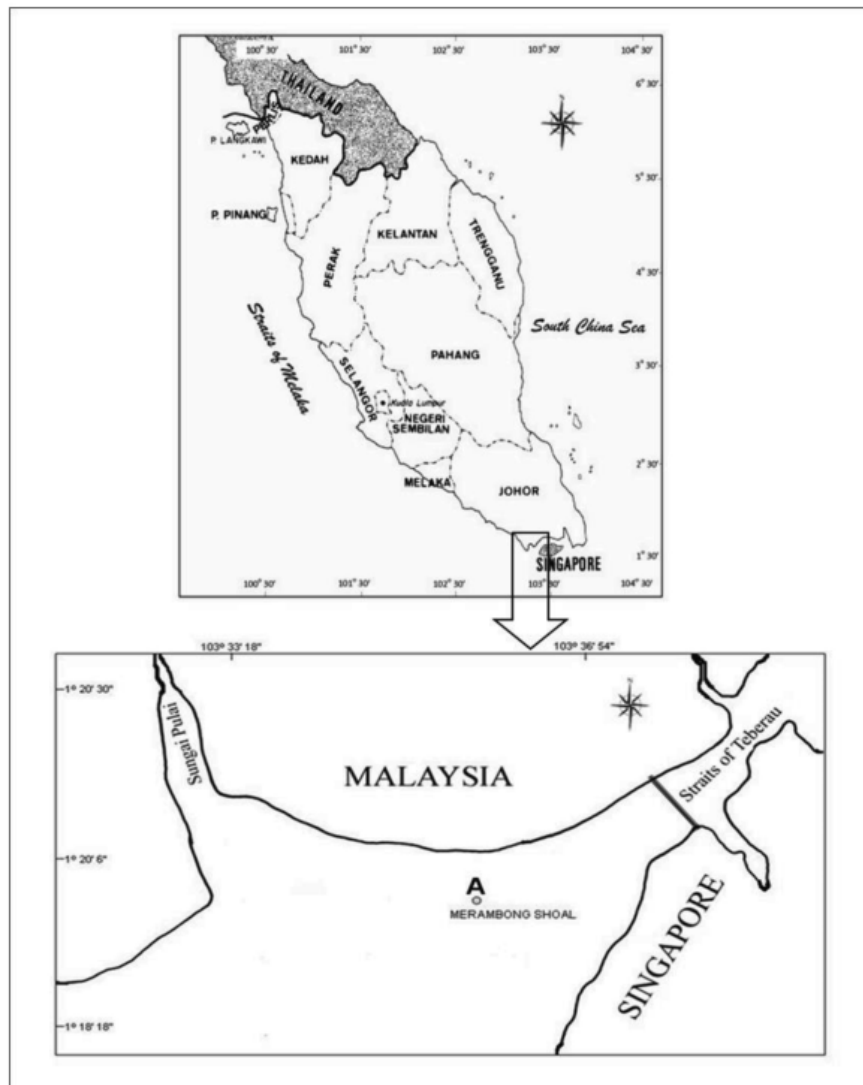 100° 30' 101° 30' 102° 30' 103° 30' 104° 30'
6° 30'
THAILAND
P. LANGKAWI
KEDAH
5° 30'
P. PINANG
KELANTAN
TRENGGANU
PERAK
4° 30'
Straits of Melaka
South China Sea
PAHANG
3° 30'
SELANGOR
Kuala Lumpur
NEGERI
SEMBILAN
2° 30'
MELAKA
JOHOR
1° 30'
SINGAPORE
100° 30' 101° 30' 102° 30' 103° 30' 104° 30'
103° 33' 18" 103° 36' 54"
1° 20' 30"
Sungai Pulai
MALAYSIA
Straits of Teberau
1° 20' 6"
A
MERAMBONG SHOAL
SINGAPORE
1° 18' 18"